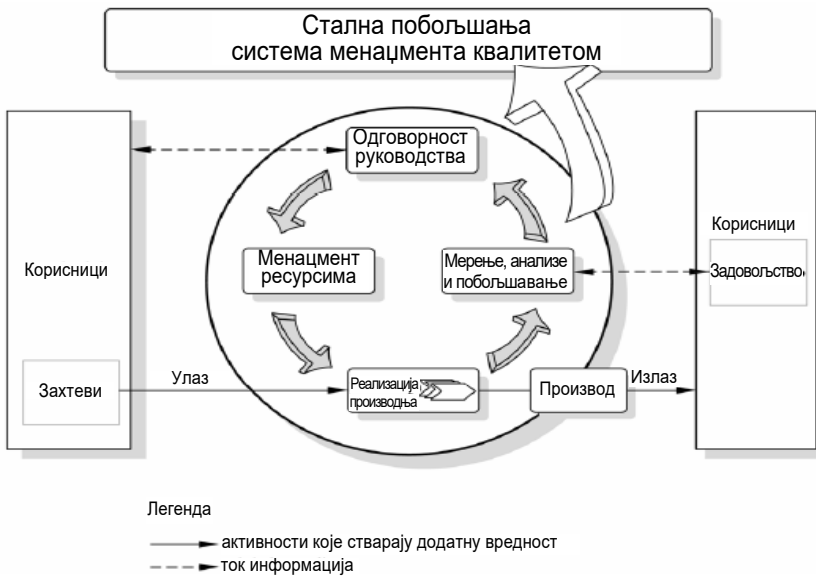 Стална побољшања
система менаџмента квалитетом
Одговорност
руководства
Корисници
Менацмент
ресурсима
Мерење, анализе
и побољшавање
Корисници
Задовољство
Захтеви
Улаз
Реализација,
производња
Производ
Излаз
Легенда
активности које стварају додатну вредност
ток информација